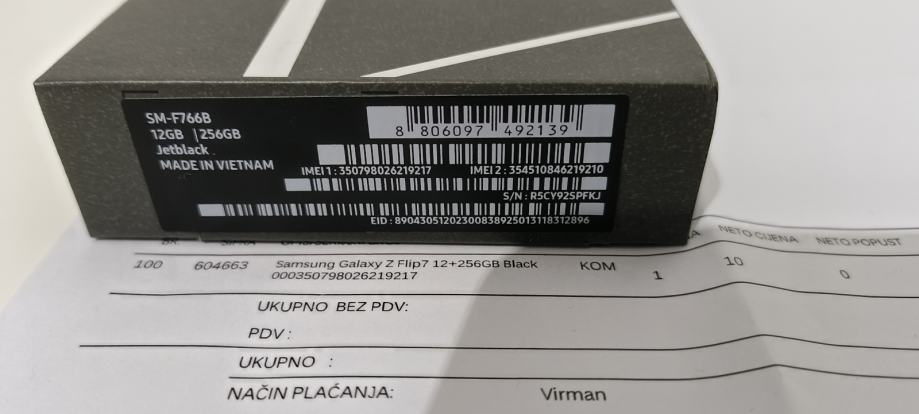 SM-F766B
12GB | 256GB
Jetblack
MADE IN VIETNAM
8 806097 492139
IMEI 1 : 350798026219217 IMEI 2 : 354510846219210
S/N : R5CY92SPFKJ
EID : 89043051202300838925013118312896
NETO CIJENA NETO POPUST
100 604663 Samsung Galaxy Z Flip7 12+256GB Black KOM 1 10 0
000350798026219217
UKUPNO BEZ PDV:
PDV :
UKUPNO :
NAČIN PLAĆANJA: Virman